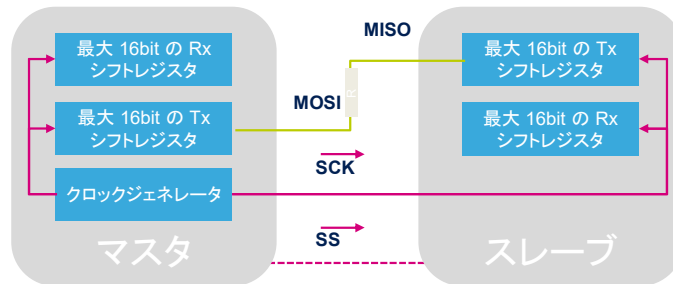 最大 16bit の Rx
シフトレジスタ
最大 16bit の Tx
シフトレジスタ
クロックジェネレータ
マスタ
MISO
MOSI
R
SCK
SS
最大 16bit の Tx
シフトレジスタ
最大 16bit の Rx
シフトレジスタ
スレーブ